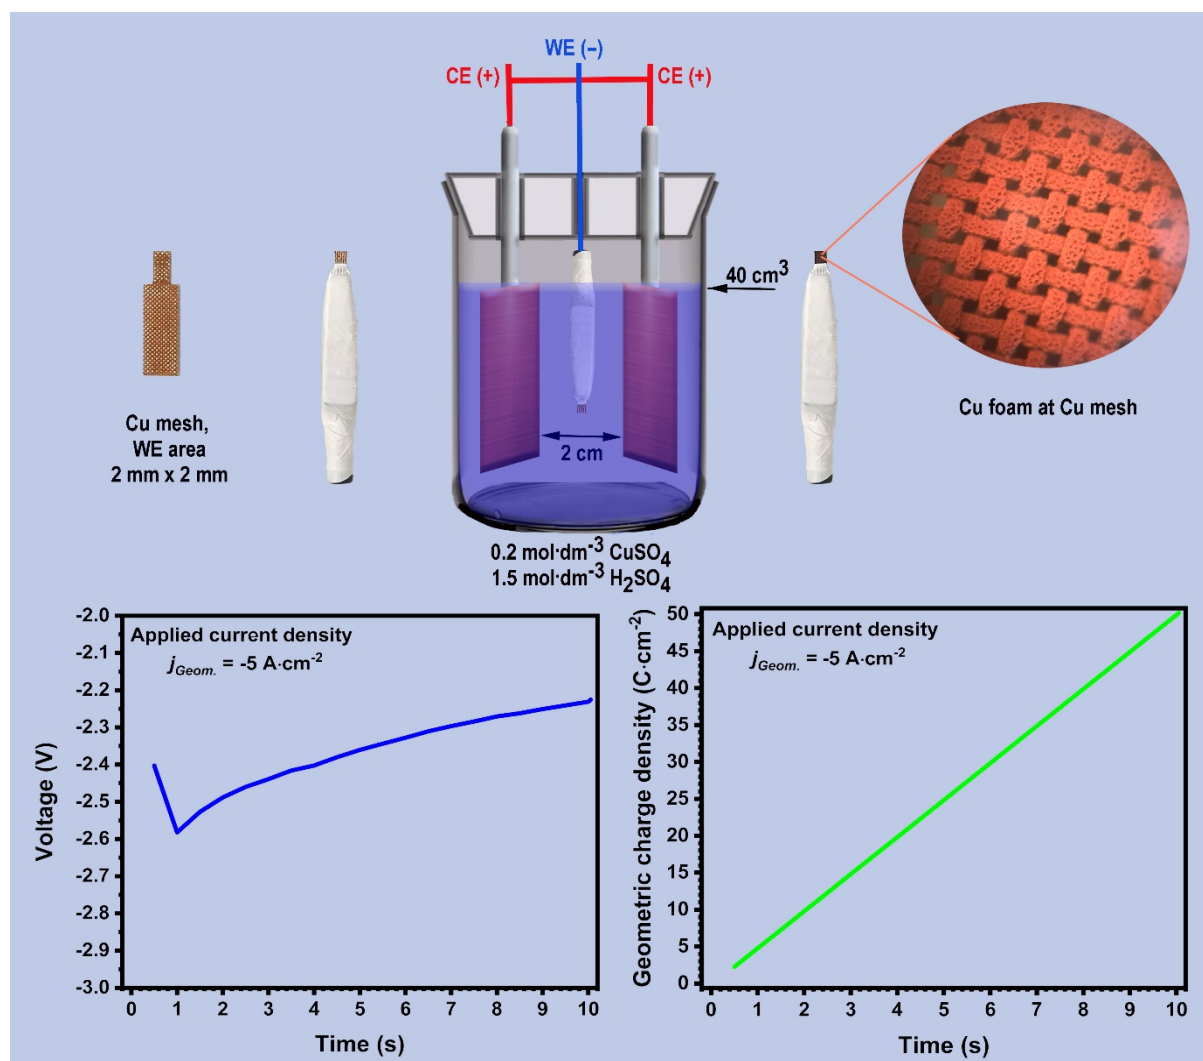 WE (–)
CE (+)
CE (+)
40 cm³
2 cm
Cu mesh,
WE area
2 mm x 2 mm
Cu foam at Cu mesh
0.2 mol·dm⁻³ CuSO₄
1.5 mol·dm⁻³ H₂SO₄
Applied current density
j_Geom. = -5 A·cm⁻²
Voltage (V)
-2.0
-2.1
-2.2
-2.3
-2.4
-2.5
-2.6
-2.7
-2.8
-2.9
-3.0
0 1 2 3 4 5 6 7 8 9 10
Time (s)
Applied current density
j_Geom. = -5 A·cm⁻²
Geometric charge density (C·cm⁻²)
50
45
40
35
30
25
20
15
10
5
0
0 1 2 3 4 5 6 7 8 9 10
Time (s)